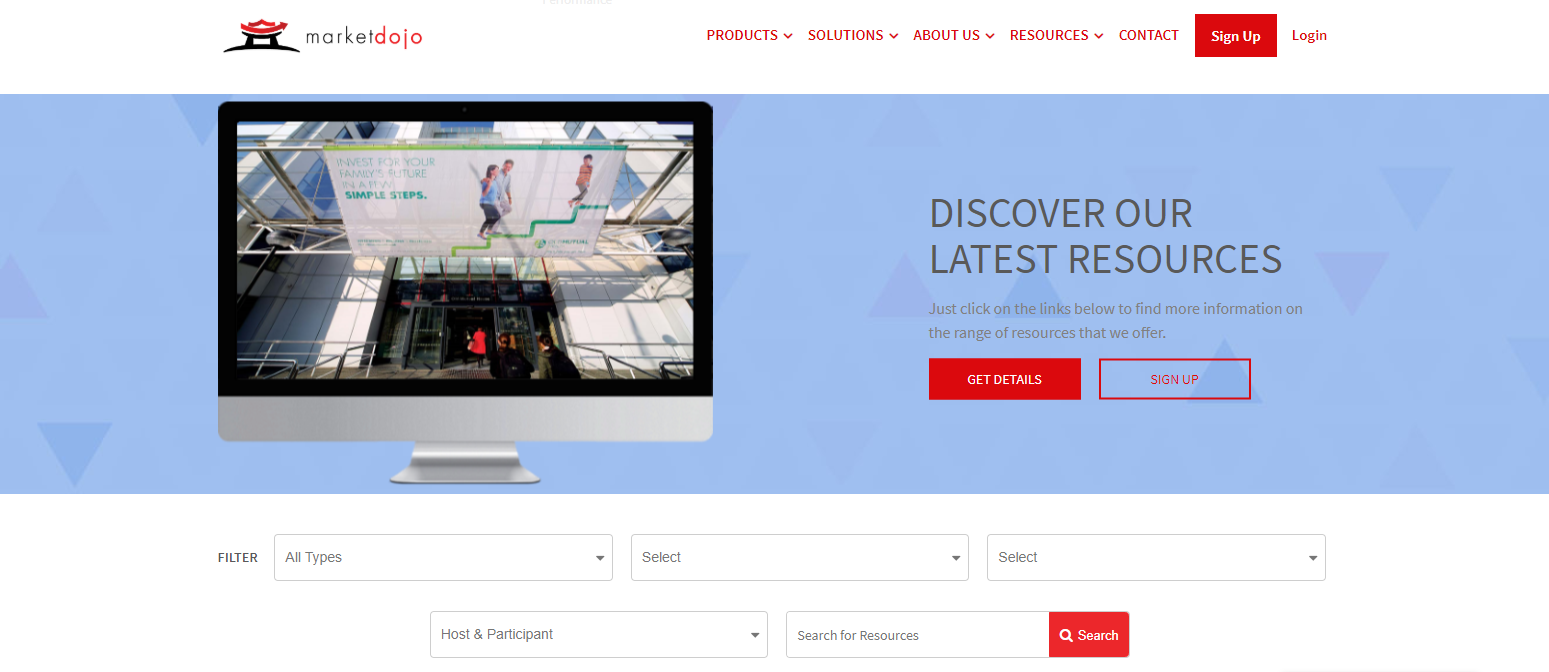 Performance
marketdojo
PRODUCTS
SOLUTIONS
ABOUT US
RESOURCES
CONTACT
Sign Up
Login
INVEST FOR YOUR
FAMILY'S FUTURE
IN A FEW
SIMPLE STEPS.
DISCOVER OUR
LATEST RESOURCES
Just click on the links below to find more information on
the range of resources that we offer.
GET DETAILS
SIGN UP
FILTER
All Types
Select
Select
Host & Participant
Search for Resources
Search